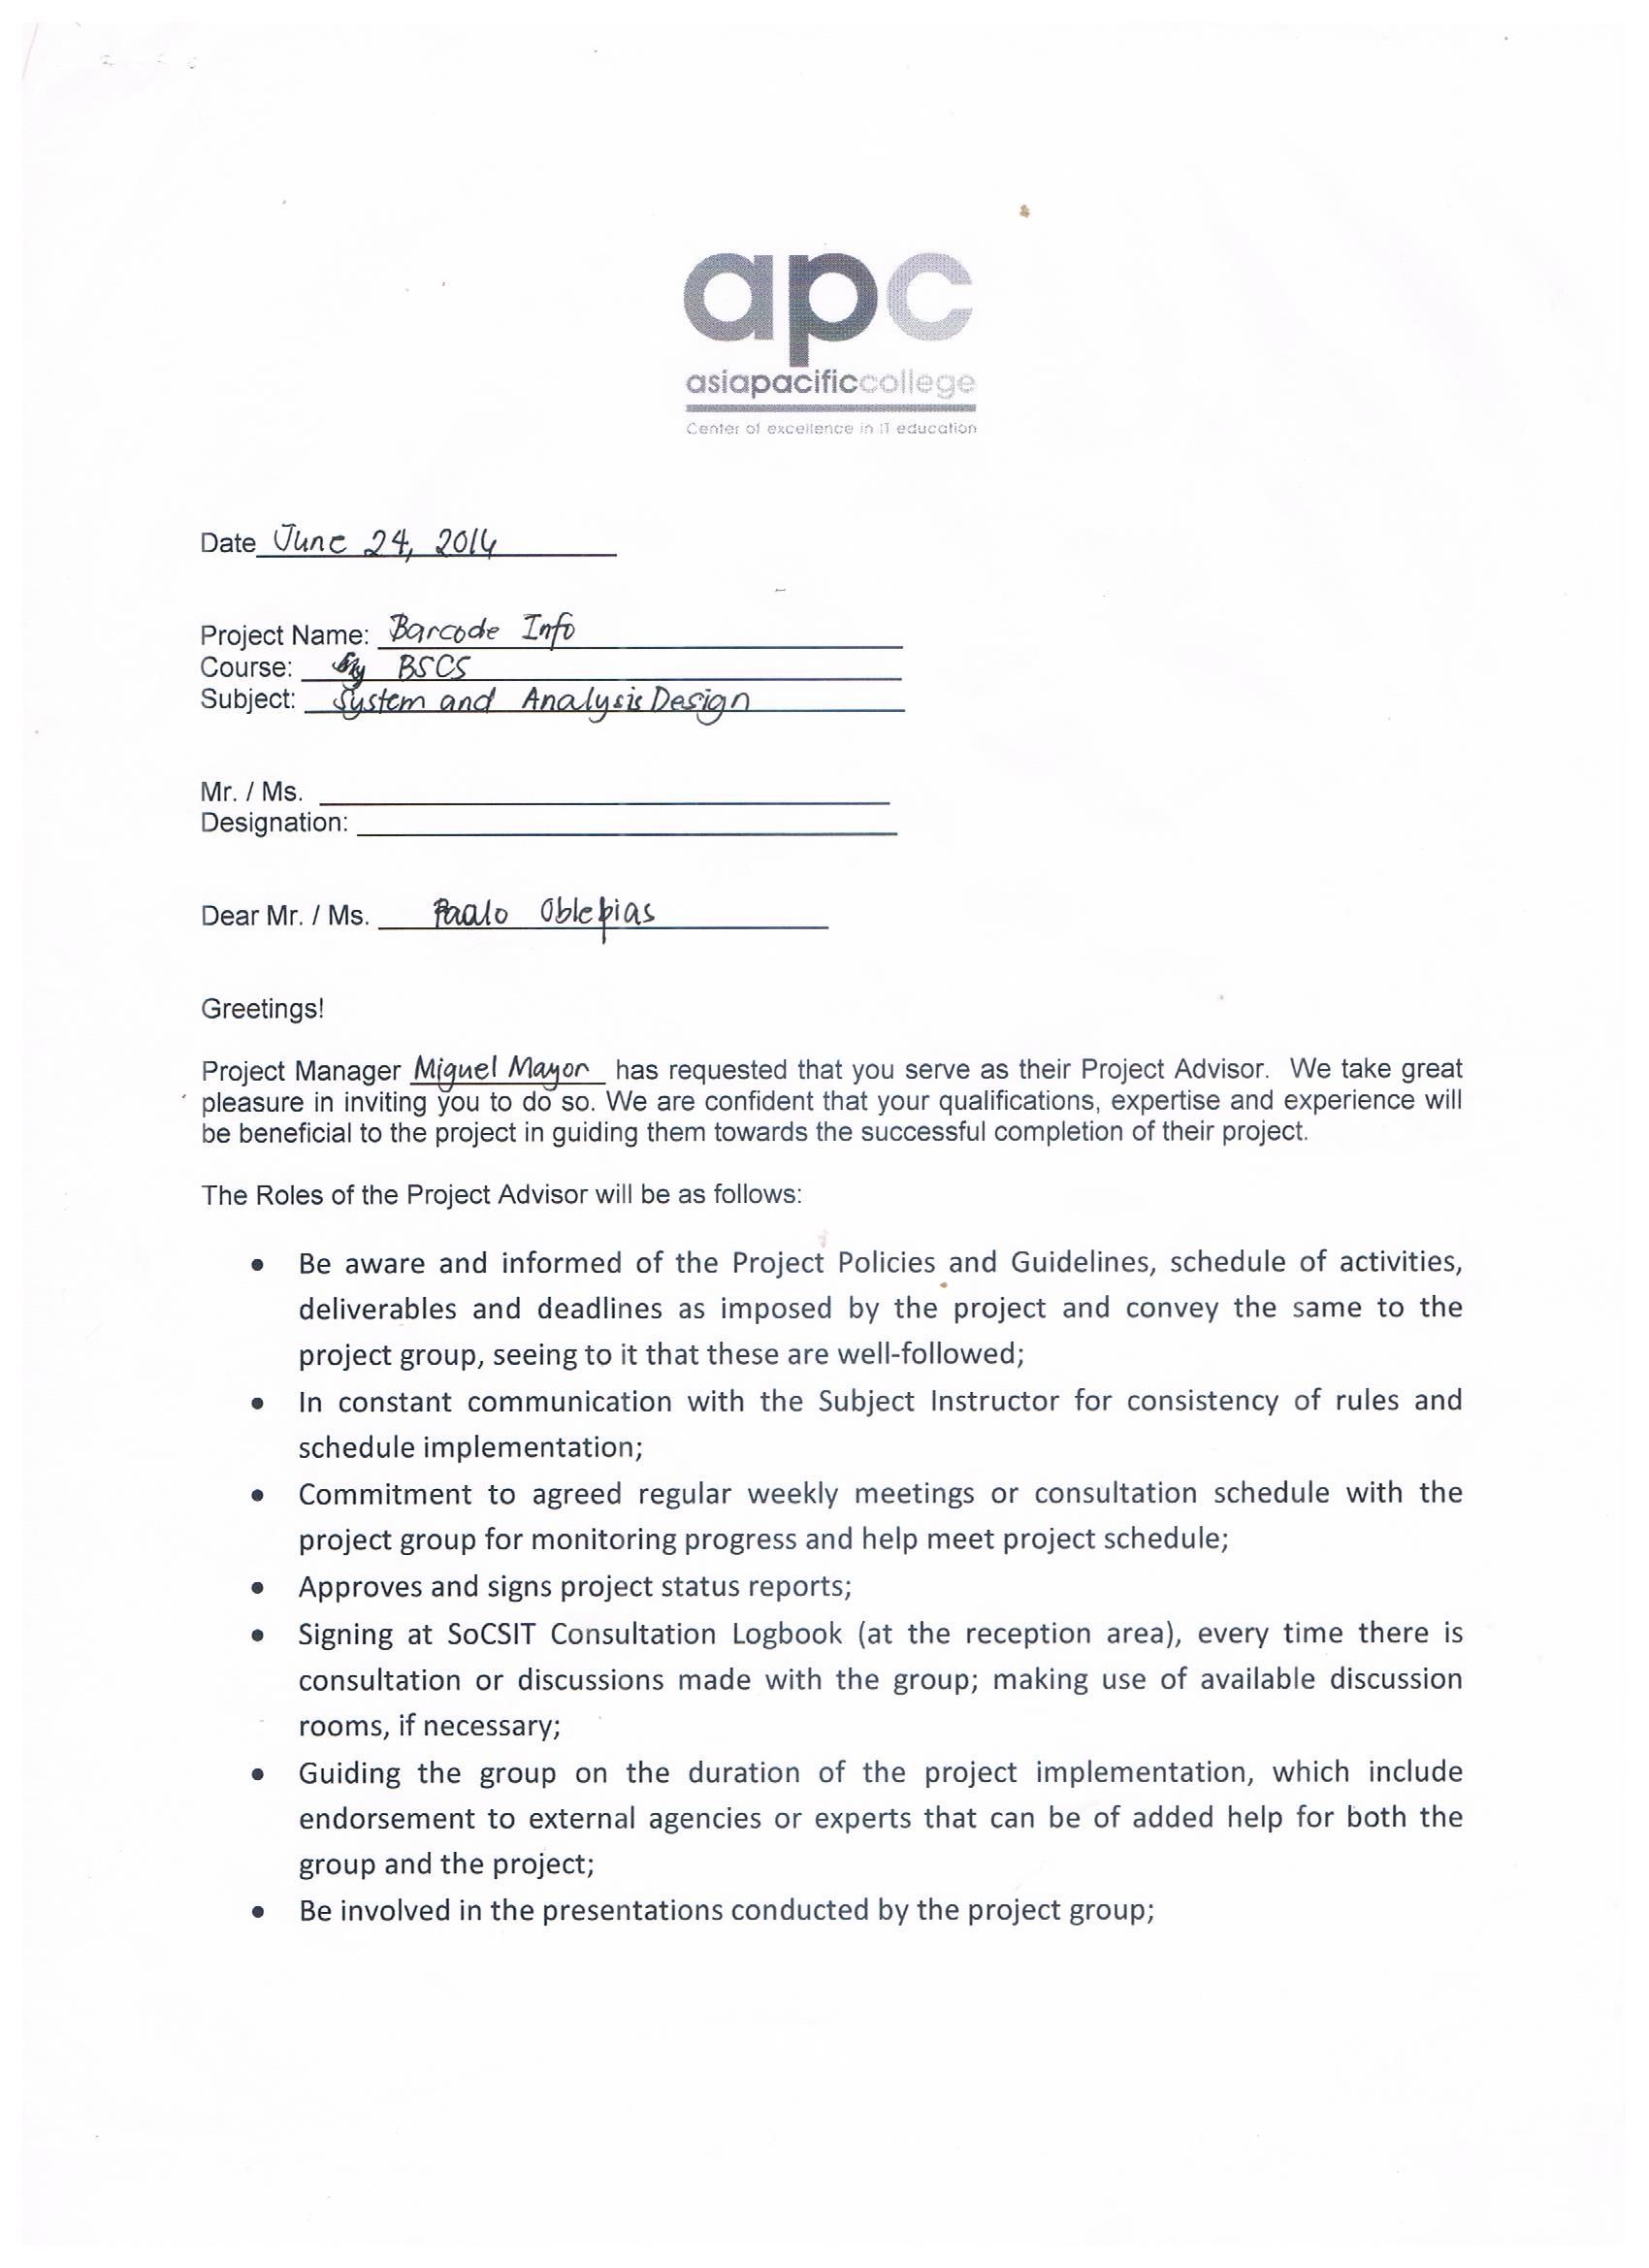 apc
asiapacificcollege
Center of excellence in IT education
Date June 24, 2014
Project Name: Barcode Info
Course: BSCS
Subject: System and Analysis Design
Mr. / Ms.
Designation:
Dear Mr. / Ms. Paolo Oblepias
Greetings!
Project Manager Miguel Mayor has requested that you serve as their Project Advisor. We take great
pleasure in inviting you to do so. We are confident that your qualifications, expertise and experience will
be beneficial to the project in guiding them towards the successful completion of their project.
The Roles of the Project Advisor will be as follows:
• Be aware and informed of the Project Policies and Guidelines, schedule of activities,
deliverables and deadlines as imposed by the project and convey the same to the
project group, seeing to it that these are well-followed;
• In constant communication with the Subject Instructor for consistency of rules and
schedule implementation;
• Commitment to agreed regular weekly meetings or consultation schedule with the
project group for monitoring progress and help meet project schedule;
• Approves and signs project status reports;
• Signing at SoCSIT Consultation Logbook (at the reception area), every time there is
consultation or discussions made with the group; making use of available discussion
rooms, if necessary;
• Guiding the group on the duration of the project implementation, which include
endorsement to external agencies or experts that can be of added help for both the
group and the project;
• Be involved in the presentations conducted by the project group;